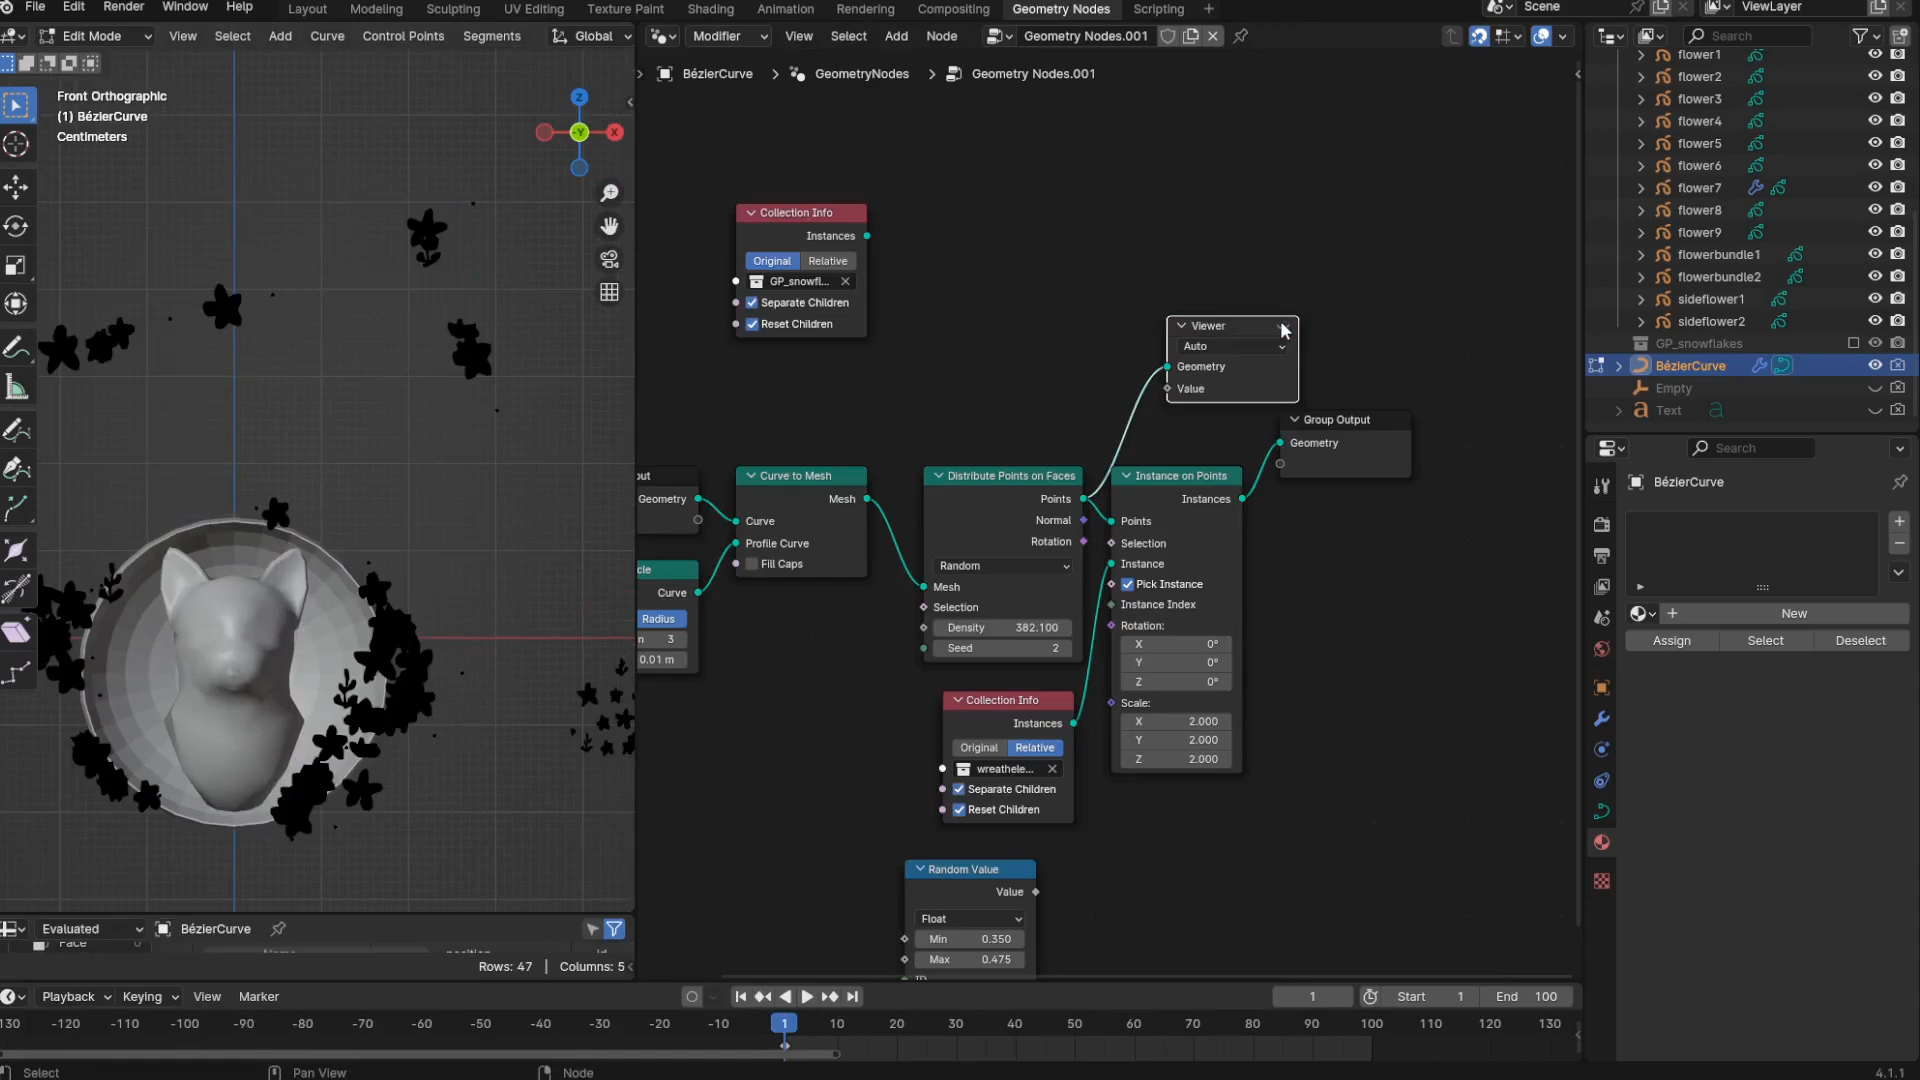 File Edit Render Window Help Layout Modeling Sculpting UV Editing Texture Paint Shading Animation Rendering Compositing Geometry Nodes Scripting + Scene ViewLayer
Edit Mode View Select Add Curve Control Points Segments Global Modifier View Select Add Node Geometry Nodes.001 Search
BézierCurve > GeometryNodes > Geometry Nodes.001
Front Orthographic
(1) BézierCurve
Centimeters
Z
-Y
X
Collection Info
Instances
Original Relative
GP_snowfl...
Separate Children
Reset Children
Viewer
Auto
Geometry
Value
Group Output
Geometry
Geometry
Curve to Mesh
Mesh
Curve
Profile Curve
Fill Caps
Curve
Radius
3
0.01 m
Distribute Points on Faces
Points
Normal
Rotation
Random
Mesh
Selection
Density 382.100
Seed 2
Instance on Points
Instances
Points
Selection
Instance
Pick Instance
Instance Index
Rotation:
X 0°
Y 0°
Z 0°
Scale:
X 2.000
Y 2.000
Z 2.000
Collection Info
Instances
Original Relative
wreathele...
Separate Children
Reset Children
Random Value
Value
Float
Min 0.350
Max 0.475
flower1
flower2
flower3
flower4
flower5
flower6
flower7
flower8
flower9
flowerbundle1
flowerbundle2
sideflower1
sideflower2
GP_snowflakes
BézierCurve
Empty
Text
Search
BézierCurve
New
Assign Select Deselect
Evaluated BézierCurve
Rows: 47 | Columns: 5
Playback Keying View Marker 1 Start 1 End 100
-120 -110 -100 -90 -80 -70 -60 -50 -40 -30 -20 -10 1 10 20 30 40 50 60 70 80 90 100 110 120 130
Select Pan View Node 4.1.1